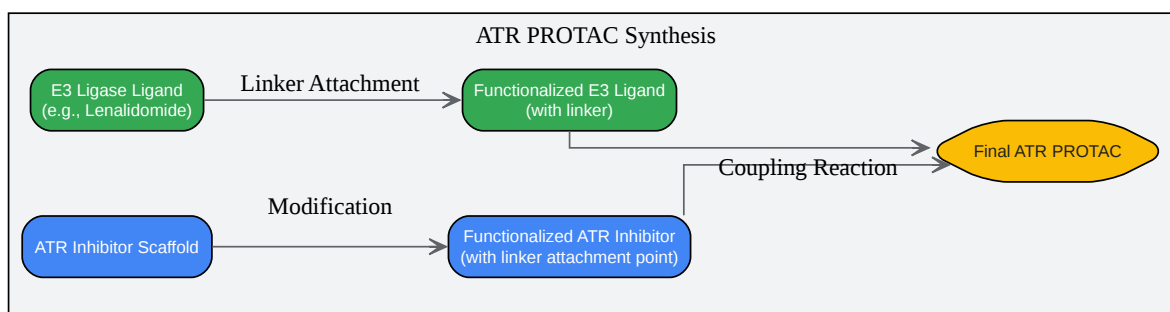 ATR PROTAC Synthesis
E3 Ligase Ligand
(e.g., Lenalidomide)
Linker Attachment
Functionalized E3 Ligand
(with linker)
Final ATR PROTAC
Coupling Reaction
ATR Inhibitor Scaffold
Modification
Functionalized ATR Inhibitor
(with linker attachment point)